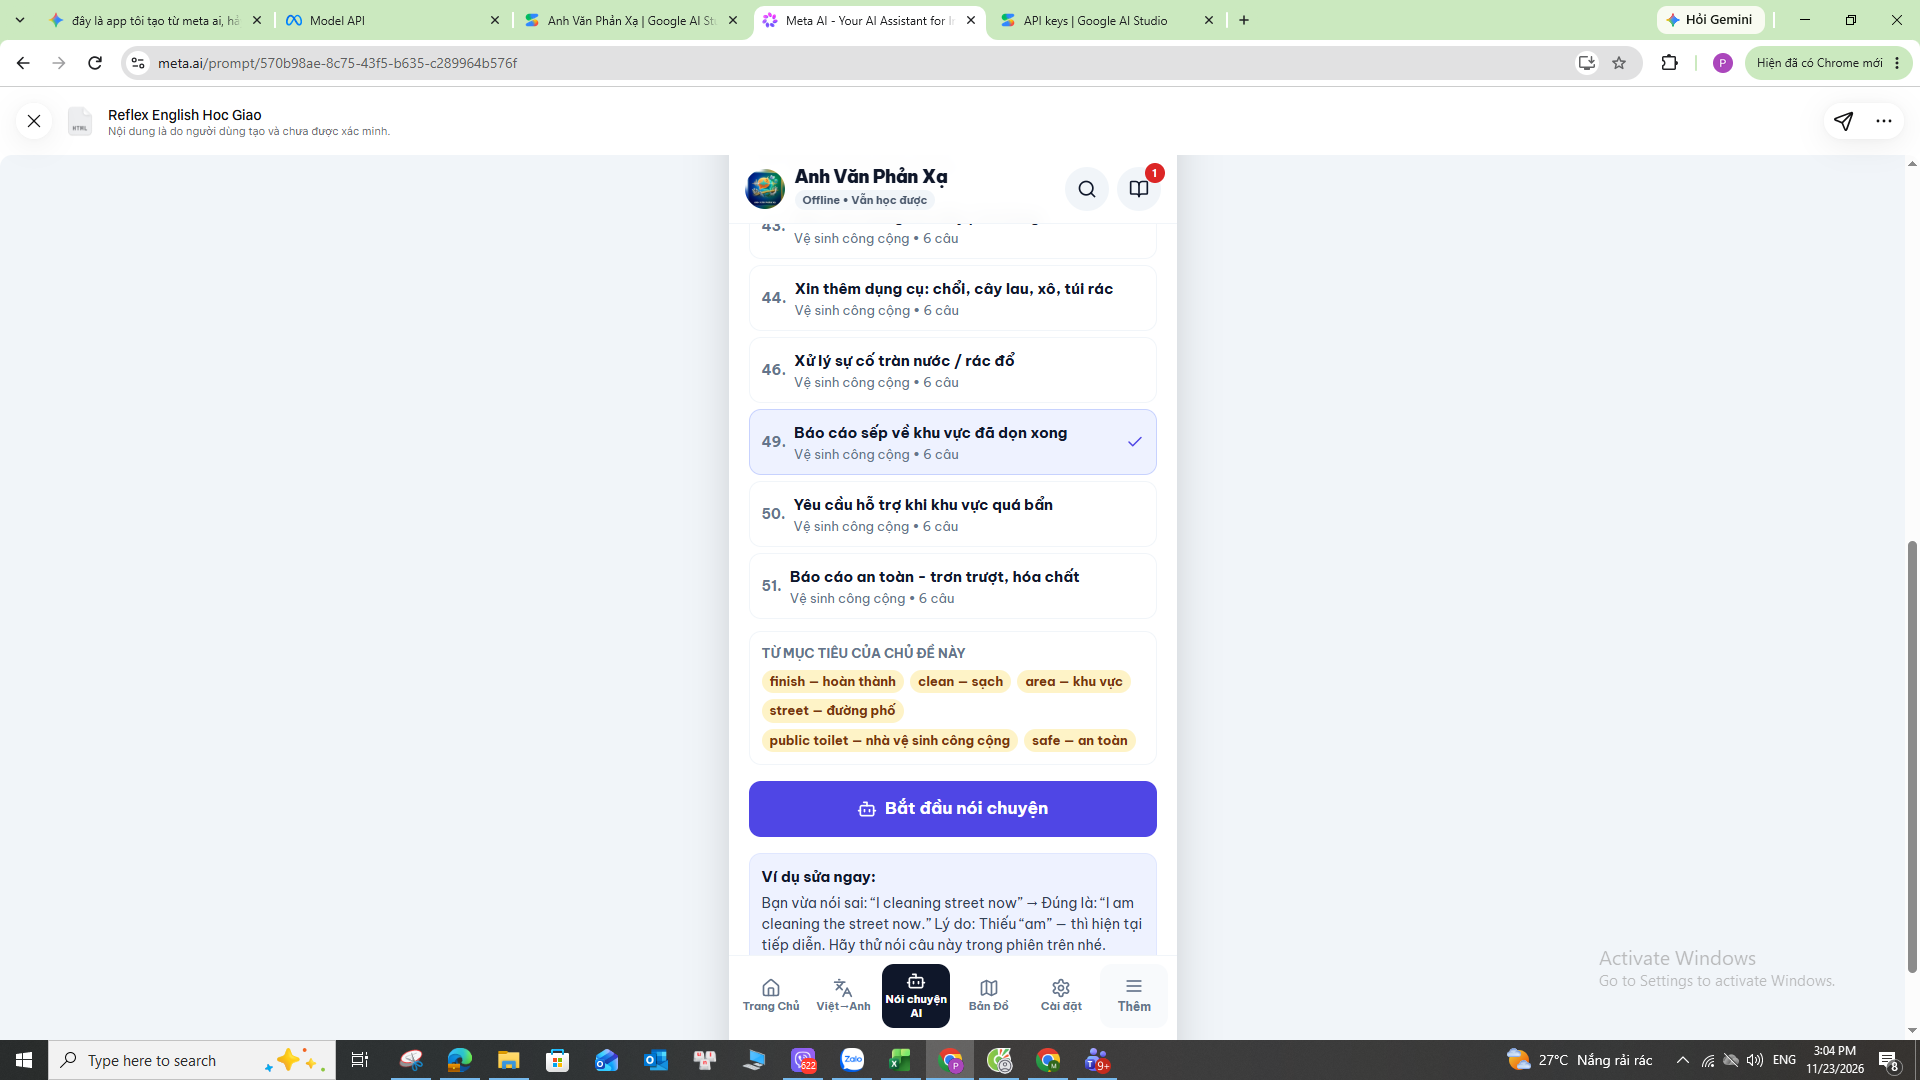 đây là app tôi tạo từ meta ai, hã
Model API
Anh Văn Phản Xạ | Google AI Stu
Meta AI - Your AI Assistant for In
API keys | Google AI Studio
Hỏi Gemini
meta.ai/prompt/570b98ae-8c75-43f5-b635-c289964b576f
P
Hiện đã có Chrome mới
HTML
Reflex English Hoc Giao
Nội dung là do người dùng tạo và chưa được xác minh.
Anh Văn Phản Xạ
Offline • Vẫn học được
1
43.
Vệ sinh công cộng • 6 câu
44.
Xin thêm dụng cụ: chổi, cây lau, xô, túi rác
Vệ sinh công cộng • 6 câu
46.
Xử lý sự cố tràn nước / rác đổ
Vệ sinh công cộng • 6 câu
49.
Báo cáo sếp về khu vực đã dọn xong
Vệ sinh công cộng • 6 câu
50.
Yêu cầu hỗ trợ khi khu vực quá bẩn
Vệ sinh công cộng • 6 câu
51.
Báo cáo an toàn - trơn trượt, hóa chất
Vệ sinh công cộng • 6 câu
TỪ MỤC TIÊU CỦA CHỦ ĐỀ NÀY
finish — hoàn thành
clean — sạch
area — khu vực
street — đường phố
public toilet — nhà vệ sinh công cộng
safe — an toàn
Bắt đầu nói chuyện
Ví dụ sửa ngay:
Bạn vừa nói sai: “I cleaning street now” → Đúng là: “I am
cleaning the street now.” Lý do: Thiếu “am” — thì hiện tại
tiếp diễn. Hãy thử nói câu này trong phiên trên nhé.
Activate Windows
Go to Settings to activate Windows.
Trang Chủ
Việt→Anh
Nói chuyện
AI
Bản Đồ
Cài đặt
Thêm
Type here to search
622
Zalo
P
M
9+
27°C Nắng rải rác
ENG
3:04 PM
11/23/2026
8